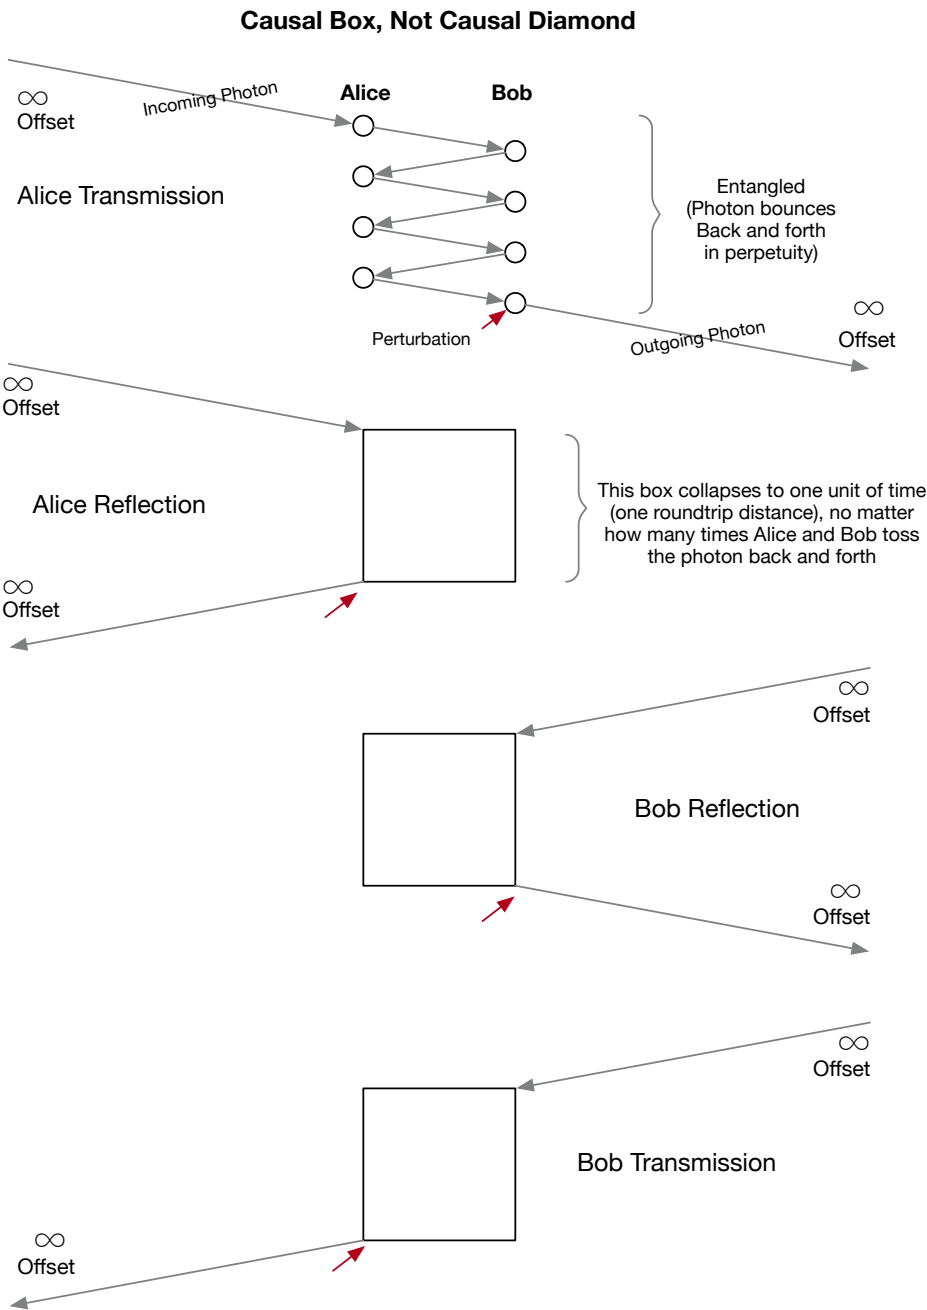 Causal Box, Not Causal Diamond
∞
Offset
Incoming Photon
Alice
Bob
Alice Transmission
Entangled
(Photon bounces
Back and forth
in perpetuity)
Perturbation
Outgoing Photon
∞
Offset
∞
Offset
Alice Reflection
This box collapses to one unit of time
(one roundtrip distance), no matter
how many times Alice and Bob toss
the photon back and forth
∞
Offset
∞
Offset
Bob Reflection
∞
Offset
∞
Offset
Bob Transmission
∞
Offset